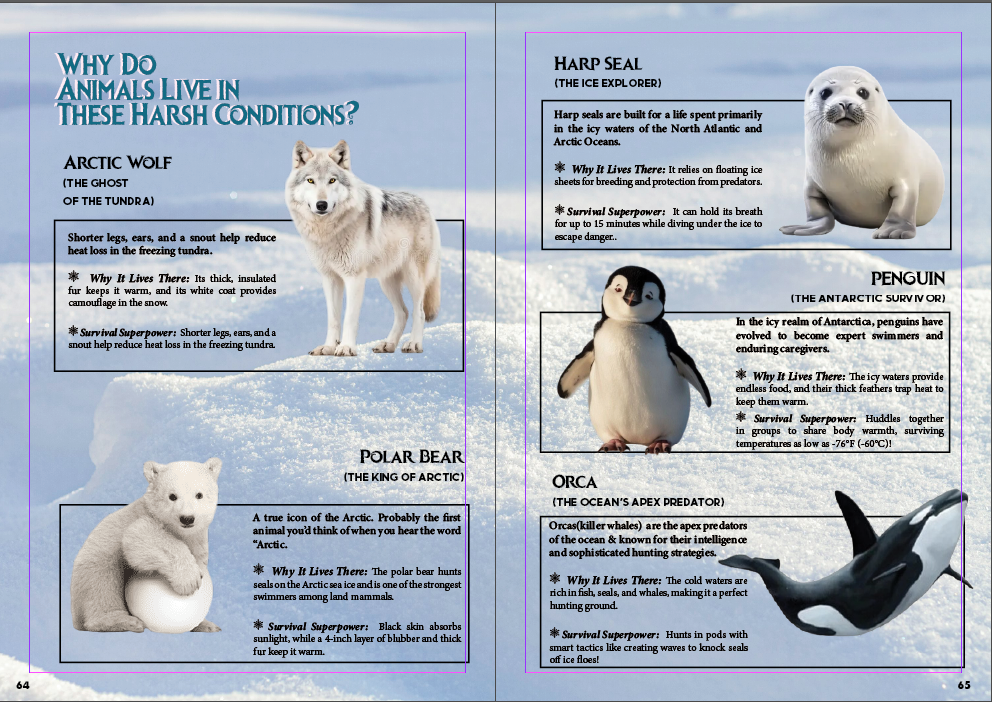 WHY DO
ANIMALS LIVE IN
THESE HARSH CONDITIONS?
ARCTIC WOLF
(THE GHOST
OF THE TUNDRA)
Shorter legs, ears, and a snout help reduce
heat loss in the freezing tundra.
Why It Lives There: Its thick, insulated
fur keeps it warm, and its white coat provides
camouflage in the snow.
Survival Superpower: Shorter legs, ears, and a
snout help reduce heat loss in the freezing tundra.
POLAR BEAR
(THE KING OF ARCTIC)
A true icon of the Arctic. Probably the first
animal you'd think of when you hear the word
"Arctic.
Why It Lives There: The polar bear hunts
seals on the Arctic sea ice and is one of the strongest
swimmers among land mammals.
Survival Superpower: Black skin absorbs
sunlight, while a 4-inch layer of blubber and thick
fur keep it warm.
64
HARP SEAL
(THE ICE EXPLORER)
Harp seals are built for a life spent primarily
in the icy waters of the North Atlantic and
Arctic Oceans.
Why It Lives There: It relies on floating ice
sheets for breeding and protection from predators.
Survival Superpower: It can hold its breath
for up to 15 minutes while diving under the ice to
escape danger..
PENGUIN
(THE ANTARCTIC SURVIVOR)
In the icy realm of Antarctica, penguins have
evolved to become expert swimmers and
enduring caregivers.
Why It Lives There: The icy waters provide
endless food, and their thick feathers trap heat to
keep them warm.
Survival Superpower: Huddles together
in groups to share body warmth, surviving
temperatures as low as -76°F (-60°C)!
ORCA
(THE OCEAN'S APEX PREDATOR)
Orcas(killer whales) are the apex predators
of the ocean & known for their intelligence
and sophisticated hunting strategies.
Why It Lives There: The cold waters are
rich in fish, seals, and whales, making it a perfect
hunting ground.
Survival Superpower: Hunts in pods with
smart tactics like creating waves to knock seals
off ice floes!
65